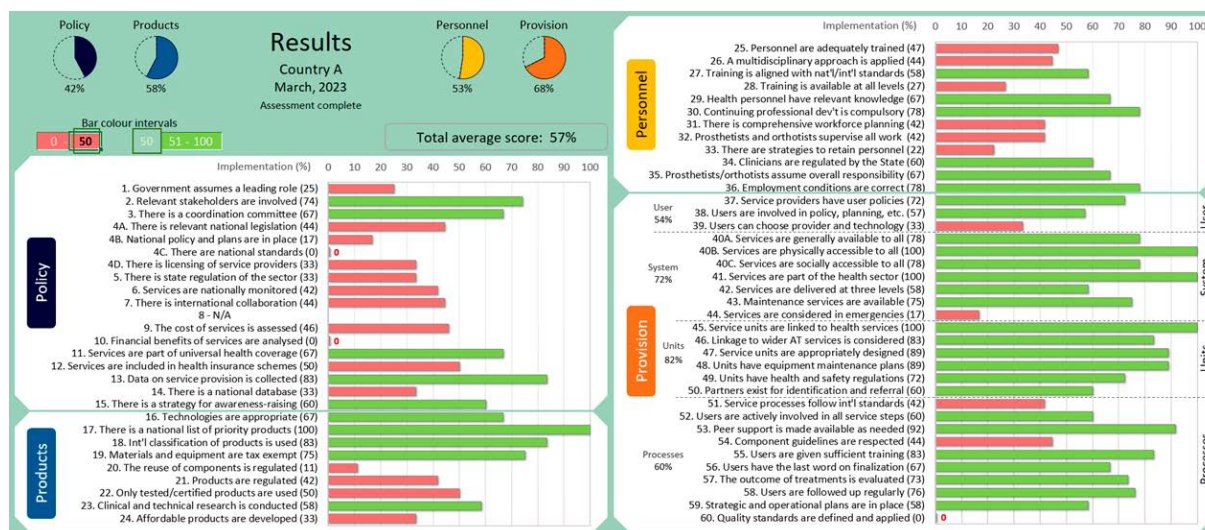 Policy
Products
42%
58%
Results
Country A
March, 2023
Assessment complete
Personnel
Provision
53%
68%
Bar colour intervals
0 - 50
50 51 - 100
Total average score: 57%
Implementation (%)
0 10 20 30 40 50 60 70 80 90 100
Policy
1. Government assumes a leading role (25)
2. Relevant stakeholders are involved (74)
3. There is a coordination committee (67)
4A. There is relevant national legislation (44)
4B. National policy and plans are in place (17)
4C. There are national standards (0) 0
4D. There is licensing of service providers (33)
5. There is state regulation of the sector (33)
6. Services are nationally monitored (42)
7. There is international collaboration (44)
8 - N/A
9. The cost of services is assessed (46)
10. Financial benefits of services are analysed (0) 0
11. Services are part of universal health coverage (67)
12. Services are included in health insurance schemes (50)
13. Data on service provision is collected (83)
14. There is a national database (33)
15. There is a strategy for awareness-raising (60)
Products
16. Technologies are appropriate (67)
17. There is a national list of priority products (100)
18. Int'l classification of products is used (83)
19. Materials and equipment are tax exempt (75)
20. The reuse of components is regulated (11)
21. Products are regulated (42)
22. Only tested/certified products are used (50)
23. Clinical and technical research is conducted (58)
24. Affordable products are developed (33)
Implementation (%)
0 10 20 30 40 50 60 70 80 90 100
Personnel
25. Personnel are adequately trained (47)
26. A multidisciplinary approach is applied (44)
27. Training is aligned with nat'l/int'l standards (58)
28. Training is available at all levels (27)
29. Health personnel have relevant knowledge (67)
30. Continuing professional dev't is compulsory (78)
31. There is comprehensive workforce planning (42)
32. Prosthetists and orthotists supervise all work (42)
33. There are strategies to retain personnel (22)
34. Clinicians are regulated by the State (60)
35. Prosthetists/orthotists assume overall responsibility (67)
36. Employment conditions are correct (78)
Provision
User
54%
37. Service providers have user policies (72)
38. Users are involved in policy, planning, etc. (57)
39. Users can choose provider and technology (33)
User
System
72%
40A. Services are generally available to all (78)
40B. Services are physically accessible to all (100)
40C. Services are socially accessible to all (78)
41. Services are part of the health sector (100)
42. Services are delivered at three levels (58)
43. Maintenance services are available (75)
44. Services are considered in emergencies (17)
System
Units
82%
45. Service units are linked to health services (100)
46. Linkage to wider AT services is considered (83)
47. Service units are appropriately designed (89)
48. Units have equipment maintenance plans (89)
49. Units have health and safety regulations (72)
50. Partners exist for identification and referral (60)
Units
Processes
60%
51. Service processes follow int'l standards (42)
52. Users are actively involved in all service steps (60)
53. Peer support is made available as needed (92)
54. Component guidelines are respected (44)
55. Users are given sufficient training (83)
56. Users have the last word on finalization (67)
57. The outcome of treatments is evaluated (73)
58. Users are followed up regularly (76)
59. Strategic and operational plans are in place (58)
60. Quality standards are defined and applied (0) 0
Processes